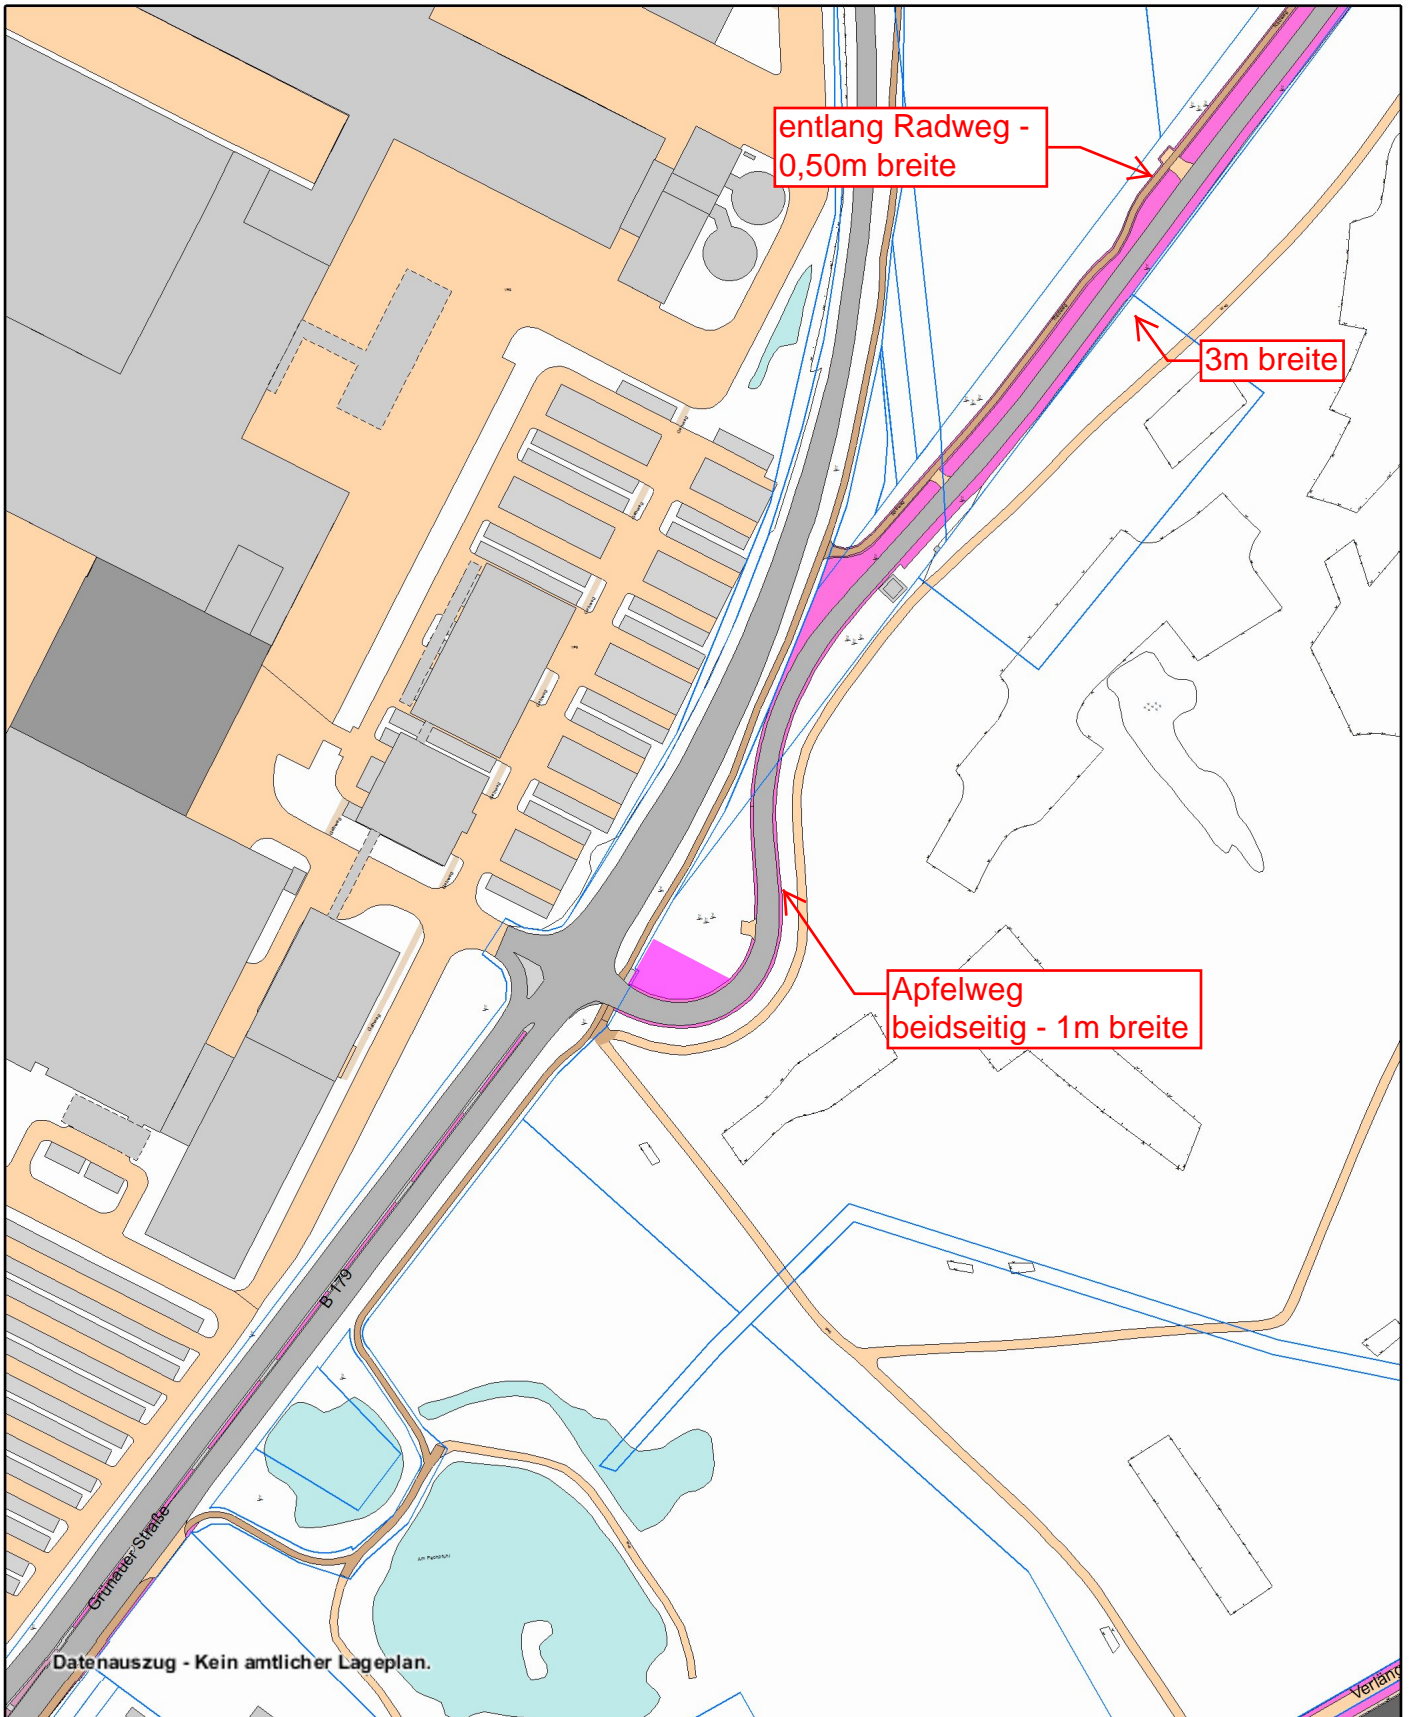 entlang Radweg -
0,50m breite
3m breite
Apfelweg
beidseitig - 1m breite
B 179
Grünauer Straße
Datenauszug - Kein amtlicher Lageplan.